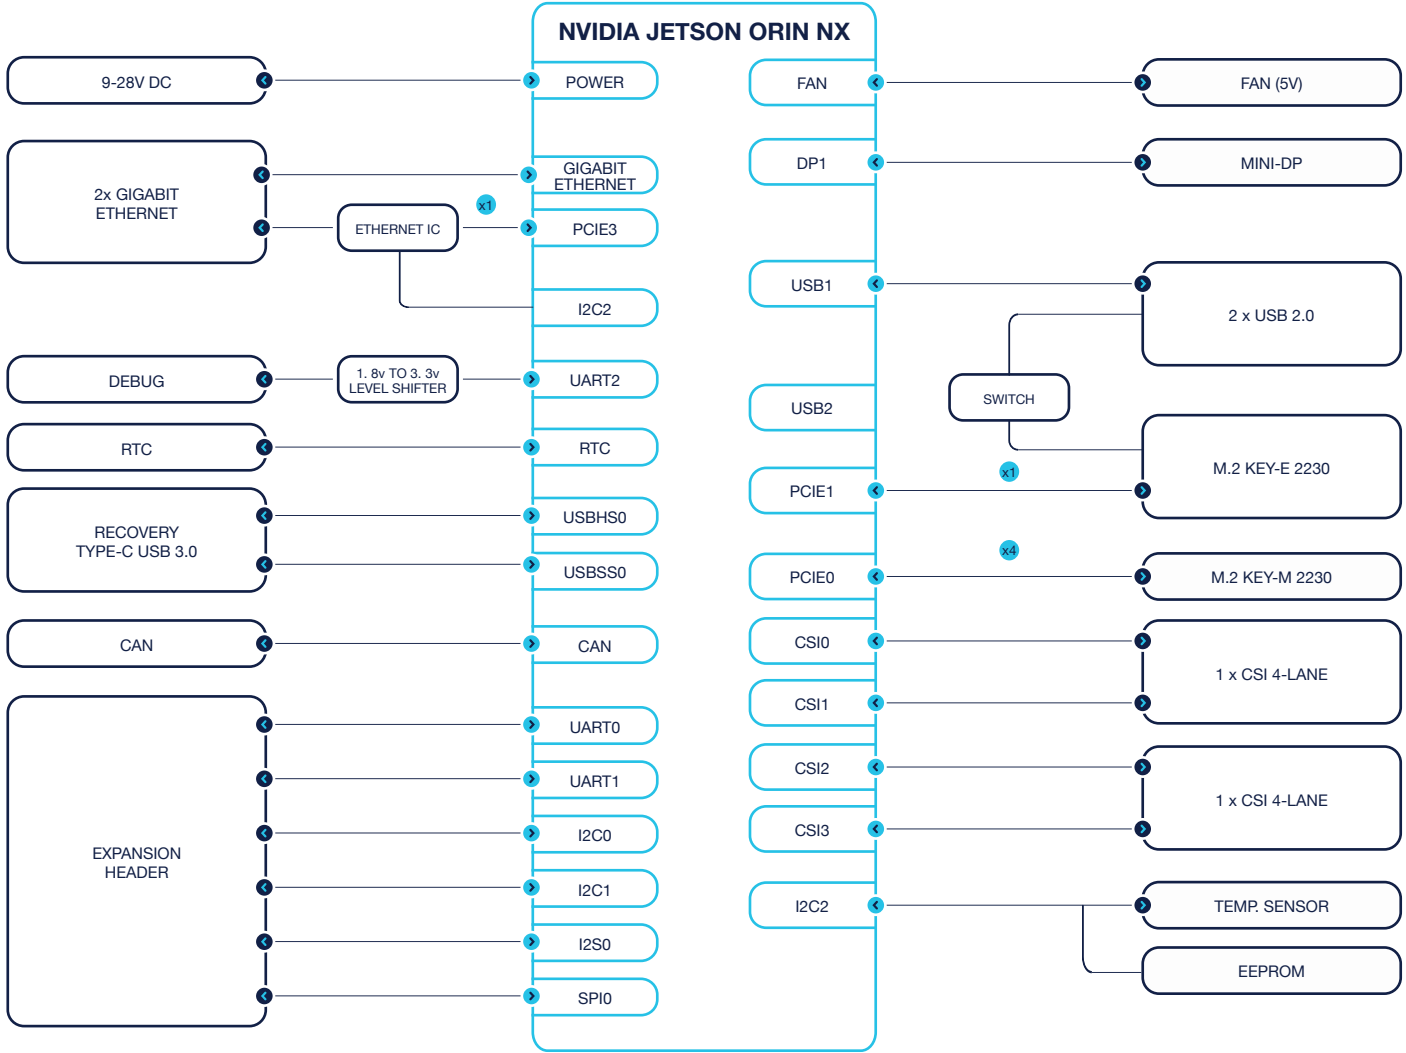 NVIDIA JETSON ORIN NX
9-28V DC
POWER
FAN
FAN (5V)
2x GIGABIT
ETHERNET
GIGABIT
ETHERNET
DP1
MINI-DP
x1
ETHERNET IC
PCIE3
I2C2
USB1
2 x USB 2.0
DEBUG
1. 8v TO 3. 3v
LEVEL SHIFTER
UART2
SWITCH
USB2
RTC
RTC
PCIE1
x1
M.2 KEY-E 2230
RECOVERY
TYPE-C USB 3.0
USBHS0
USBSS0
x4
PCIE0
M.2 KEY-M 2230
CAN
CAN
CSI0
CSI1
1 x CSI 4-LANE
EXPANSION
HEADER
UART0
UART1
I2C0
I2C1
I2S0
SPI0
CSI2
CSI3
1 x CSI 4-LANE
I2C2
TEMP. SENSOR
EEPROM